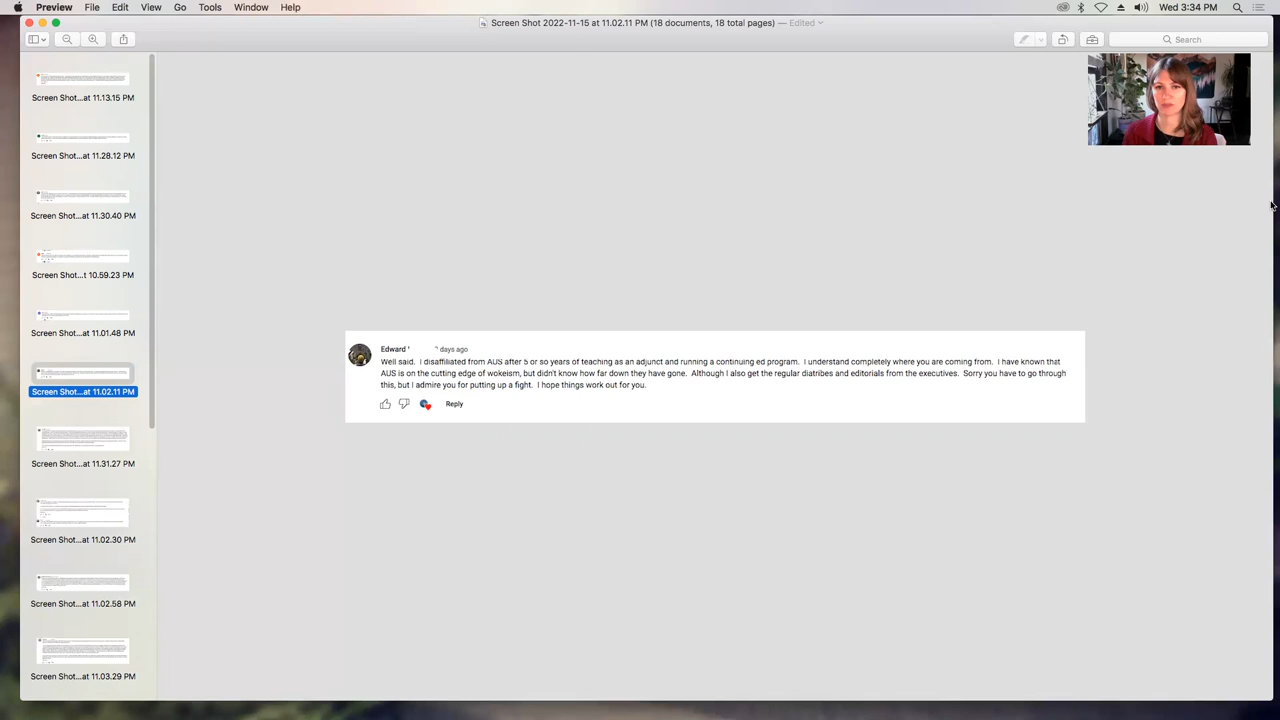 Preview File Edit View Go Tools Window Help Wed 3:34 PM
Screen Shot 2022-11-15 at 11.02.11 PM (18 documents, 18 total pages) — Edited
Search
Screen Shot...at 11.13.15 PM
Screen Shot...at 11.28.12 PM
Screen Shot...at 11.30.40 PM
Screen Shot...t 10.59.23 PM
Screen Shot...at 11.01.48 PM
Screen Shot...at 11.02.11 PM
Screen Shot...at 11.31.27 PM
Screen Shot...at 11.02.30 PM
Screen Shot...at 11.02.58 PM
Screen Shot...at 11.03.29 PM
Edward days ago
Well said. I disaffiliated from AUS after 5 or so years of teaching as an adjunct and running a continuing ed program. I understand completely where you are coming from. I have known that
AUS is on the cutting edge of wokeism, but didn't know how far down they have gone. Although I also get the regular diatribes and editorials from the executives. Sorry you have to go through
this, but I admire you for putting up a fight. I hope things work out for you.
Reply